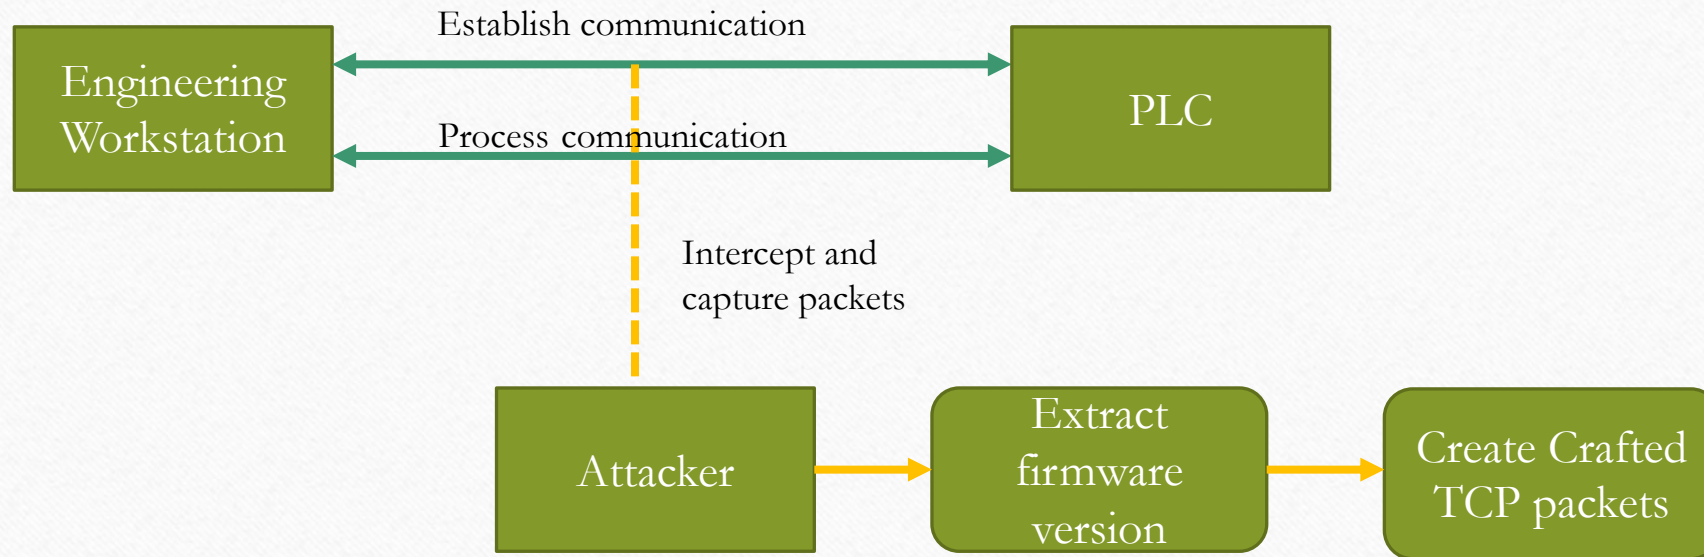 Establish communication
Engineering
Workstation
PLC
Process communication
Intercept and
capture packets
Attacker
Extract
firmware
version
Create Crafted
TCP packets